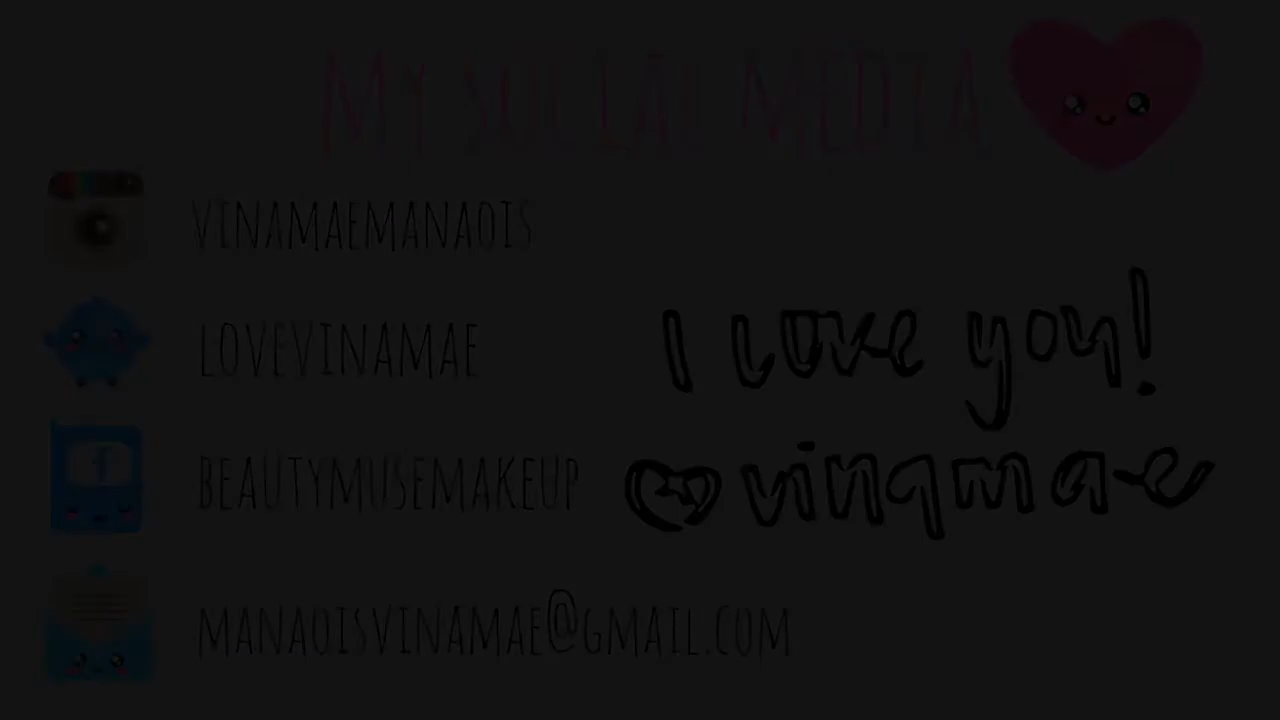 My SOCIAL MEDIA
VINAMAEMANAOIS
LOVEVINAMAE
I love you!
f
BEAUTYMUSEMAKEUP
vinamae
MANAOISVINAMAE@GMAIL.COM